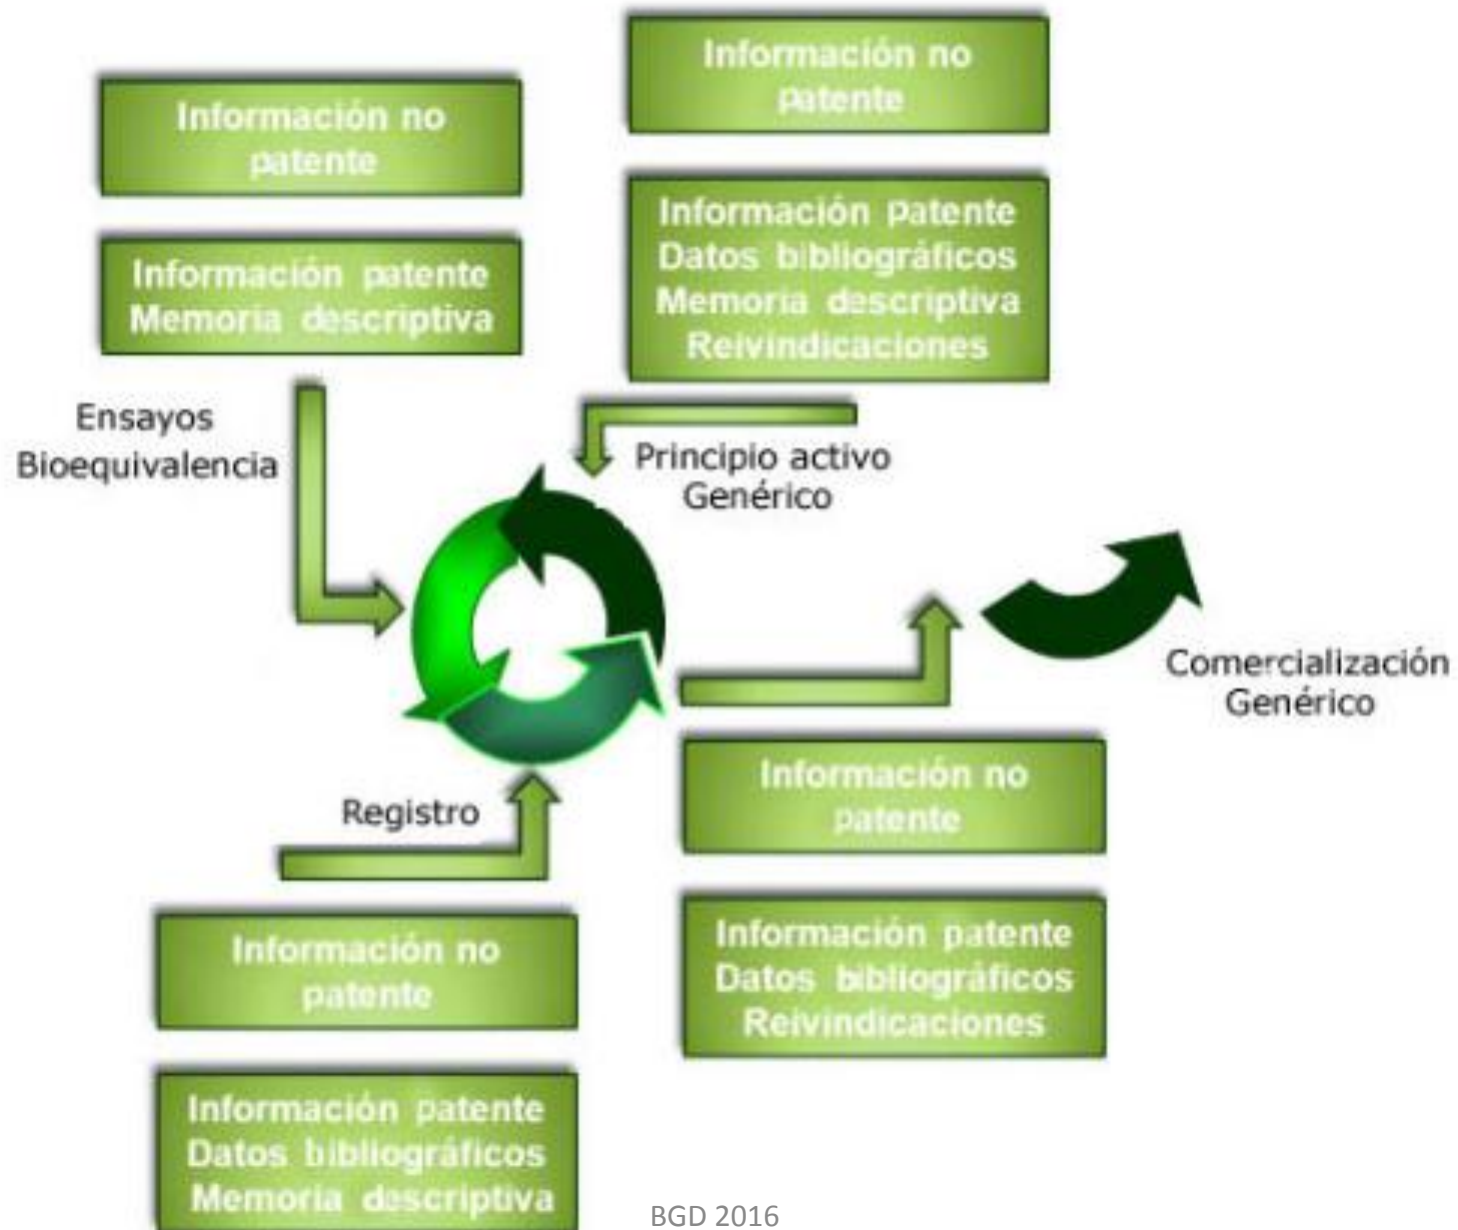 Información no
patente
Información patente
Memoria descriptiva
Ensayos
Bioequivalencia
Información no
patente
Información patente
Datos bibliográficos
Memoria descriptiva
Reivindicaciones
Principio activo
Genérico
Comercialización
Genérico
Información no
patente
Información patente
Datos bibliográficos
Reivindicaciones
Registro
Información no
patente
Información patente
Datos bibliográficos
Memoria descriptiva
BGD 2016